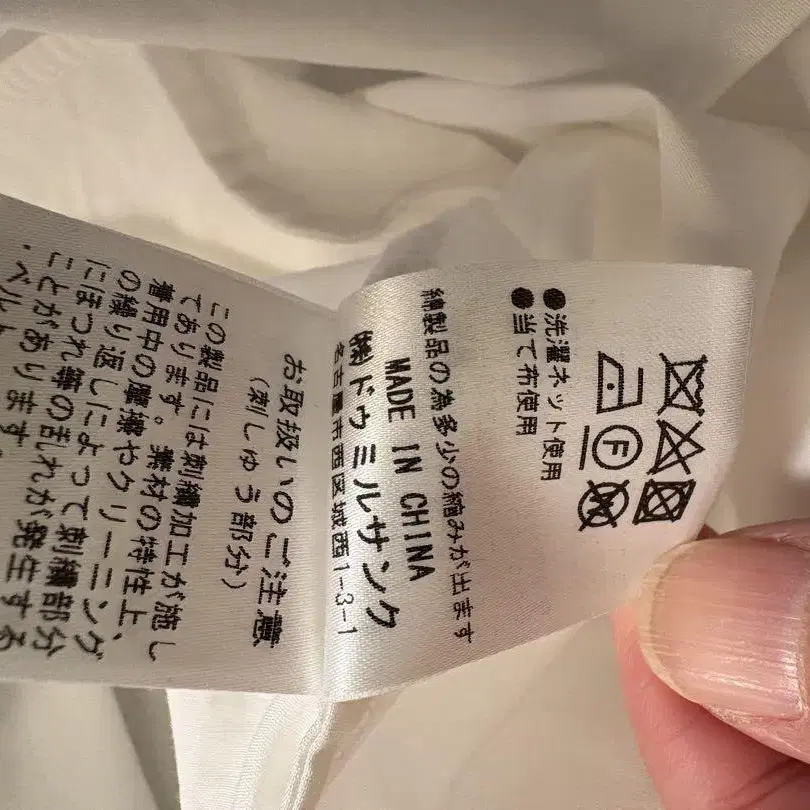 F
●洗濯ネット使用
●当て布使用
綿製品の為多少の縮みが出ます
MADE IN CHINA
㈱ドゥミルサンク
名古屋市西区城西1-3-1
お取扱いのご注意
(刺しゅう部分)
この製品には刺繍加工が施し
てあります。素材の特性上、
着用中の摩擦やクリーニング
の繰り返しによって刺繍部分
にほつれ等の乱れが発生する
ことがあります。